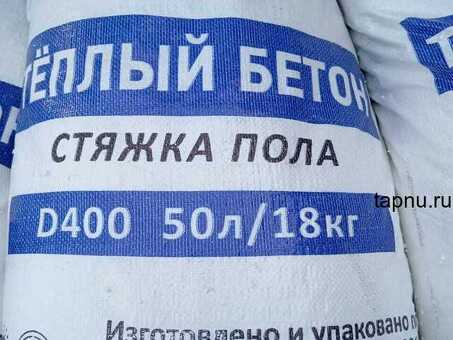 ТЁПЛЫЙ БЕТОН
СТЯЖКА ПОЛА
tapnu.ru
D400 50л/18кг
Изготовлено и упаковано